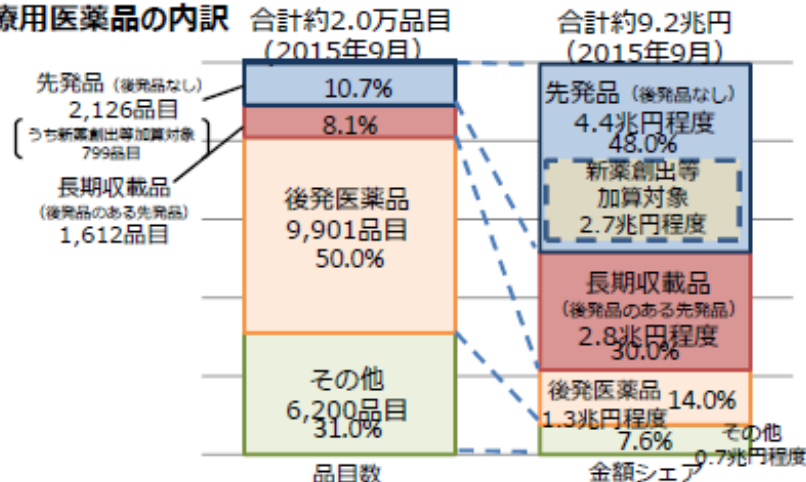 療用医薬品の内訳
合計約2.0万品目
(2015年9月)
合計約9.2兆円
(2015年9月)
先発品（後発品なし）
2,126品目
うち新薬創出等加算対象
799品目
長期収載品
(後発品のある先発品)
1,612品目
10.7%
8.1%
後発医薬品
9,901品目
50.0%
その他
6,200品目
31.0%
品目数
先発品（後発品なし）
4.4兆円程度
48.0%
新薬創出等
加算対象
2.7兆円程度
長期収載品
(後発品のある先発品)
2.8兆円程度
30.0%
後発医薬品 14.0%
1.3兆円程度
7.6%
その他
0.7兆円程度
金額シェア